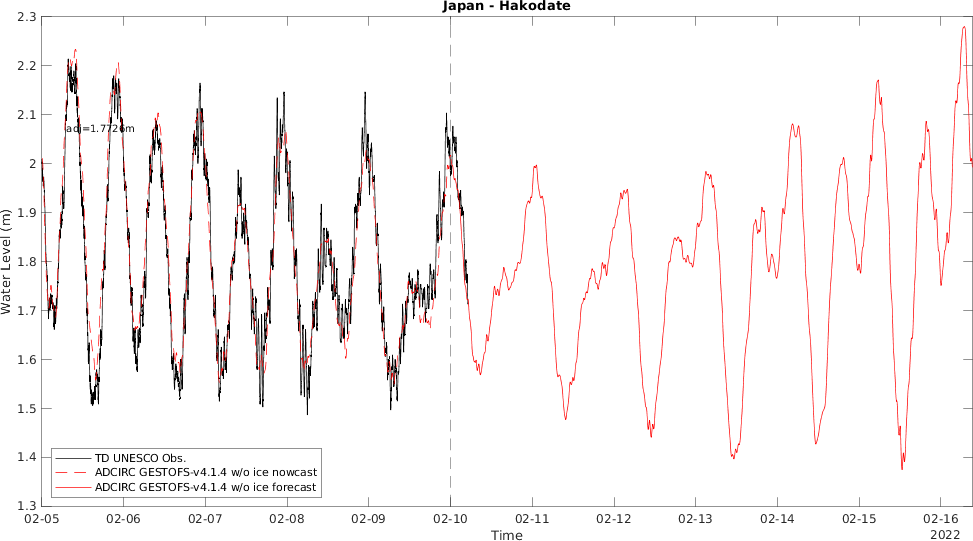 Japan - Hakodate
2.3
2.2
2.1
2
1.9
1.8
1.7
1.6
1.5
1.4
1.3
Water Level (m)
adj=1.7726m
TD UNESCO Obs.
ADCIRC GESTOFS-v4.1.4 w/o ice nowcast
ADCIRC GESTOFS-v4.1.4 w/o ice forecast
02-05 02-06 02-07 02-08 02-09 02-10 02-11 02-12 02-13 02-14 02-15 02-16
2022
Time